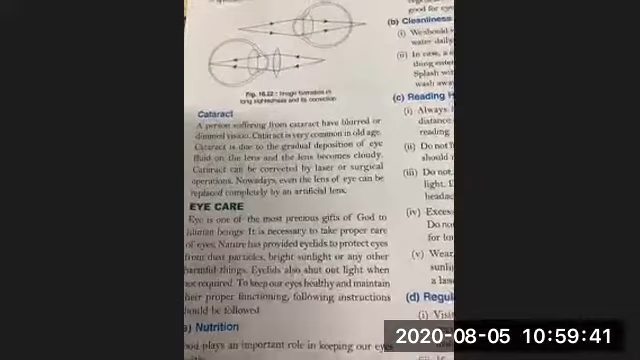 Fig. 16.22 : Image formation in
long sightedness and its correction
Cataract
A person suffering from cataract have blurred or
dimmed vision. Cataract is very common in old age.
Cataract is due to the gradual deposition of eye
fluid on the lens and the lens becomes cloudy.
Cataract can be corrected by laser or surgical
operations. Nowadays, even the lens of eye can be
replaced completely by an artificial lens.
EYE CARE
Eye is one of the most precious gifts of God to
human beings. It is necessary to take proper care
of eyes. Nature has provided eyelids to protect eyes
from dust particles, bright sunlight or any other
harmful things. Eyelids also shut out light when
not required. To keep our eyes healthy and maintain
their proper functioning, following instructions
should be followed
a) Nutrition
ood plays an important role in keeping our eyes
good for eye
(b) Cleanliness
(i) We should
water daily
(ii) In case, a
thing enter
Splash wit
wash away
(c) Reading H
(i) Always
distance
reading
(ii) Do not
should
(iii) Do not
light.
headac
(iv) Excess
Do no
for lo
(v) Wear
sunli
a las
(d) Regul
(i) Visi
2020-08-05 10:59:41